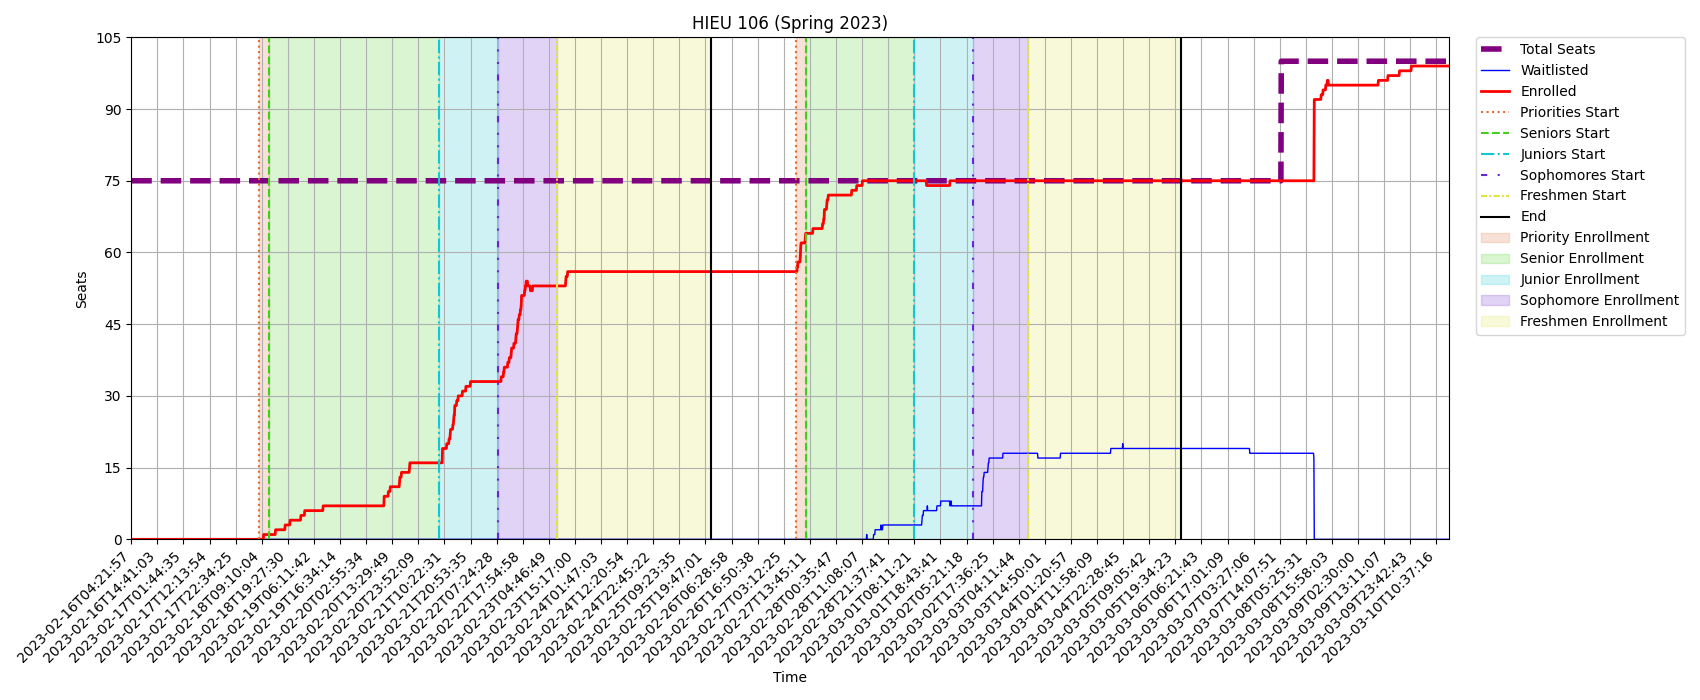 HIEU 106 (Spring 2023)
105
90
75
60
45
30
15
0
Seats
2023-02-16T04:21:57
2023-02-16T14:41:03
2023-02-17T01:44:35
2023-02-17T12:13:54
2023-02-17T22:34:25
2023-02-18T09:10:04
2023-02-18T19:27:30
2023-02-19T06:11:42
2023-02-19T16:34:14
2023-02-20T02:55:34
2023-02-20T13:29:49
2023-02-20T23:52:09
2023-02-21T10:22:31
2023-02-21T20:53:35
2023-02-22T07:24:28
2023-02-22T17:54:58
2023-02-23T04:46:49
2023-02-23T15:17:00
2023-02-24T01:47:03
2023-02-24T12:20:54
2023-02-24T22:45:22
2023-02-25T09:23:35
2023-02-25T19:47:01
2023-02-26T06:28:58
2023-02-26T16:50:38
2023-02-27T03:12:25
2023-02-27T13:45:11
2023-02-28T00:35:47
2023-02-28T11:08:07
2023-02-28T21:37:41
2023-03-01T08:11:21
2023-03-01T18:43:41
2023-03-02T05:21:18
2023-03-02T17:36:25
2023-03-03T04:11:44
2023-03-03T14:50:01
2023-03-04T01:20:57
2023-03-04T11:58:09
2023-03-04T22:28:45
2023-03-05T09:05:42
2023-03-05T19:34:23
2023-03-06T06:21:43
2023-03-06T17:01:09
2023-03-07T03:27:06
2023-03-07T14:07:51
2023-03-08T05:25:31
2023-03-08T15:58:03
2023-03-09T02:30:00
2023-03-09T13:11:07
2023-03-09T23:42:43
2023-03-10T10:37:16
Time
Total Seats
Waitlisted
Enrolled
Priorities Start
Seniors Start
Juniors Start
Sophomores Start
Freshmen Start
End
Priority Enrollment
Senior Enrollment
Junior Enrollment
Sophomore Enrollment
Freshmen Enrollment